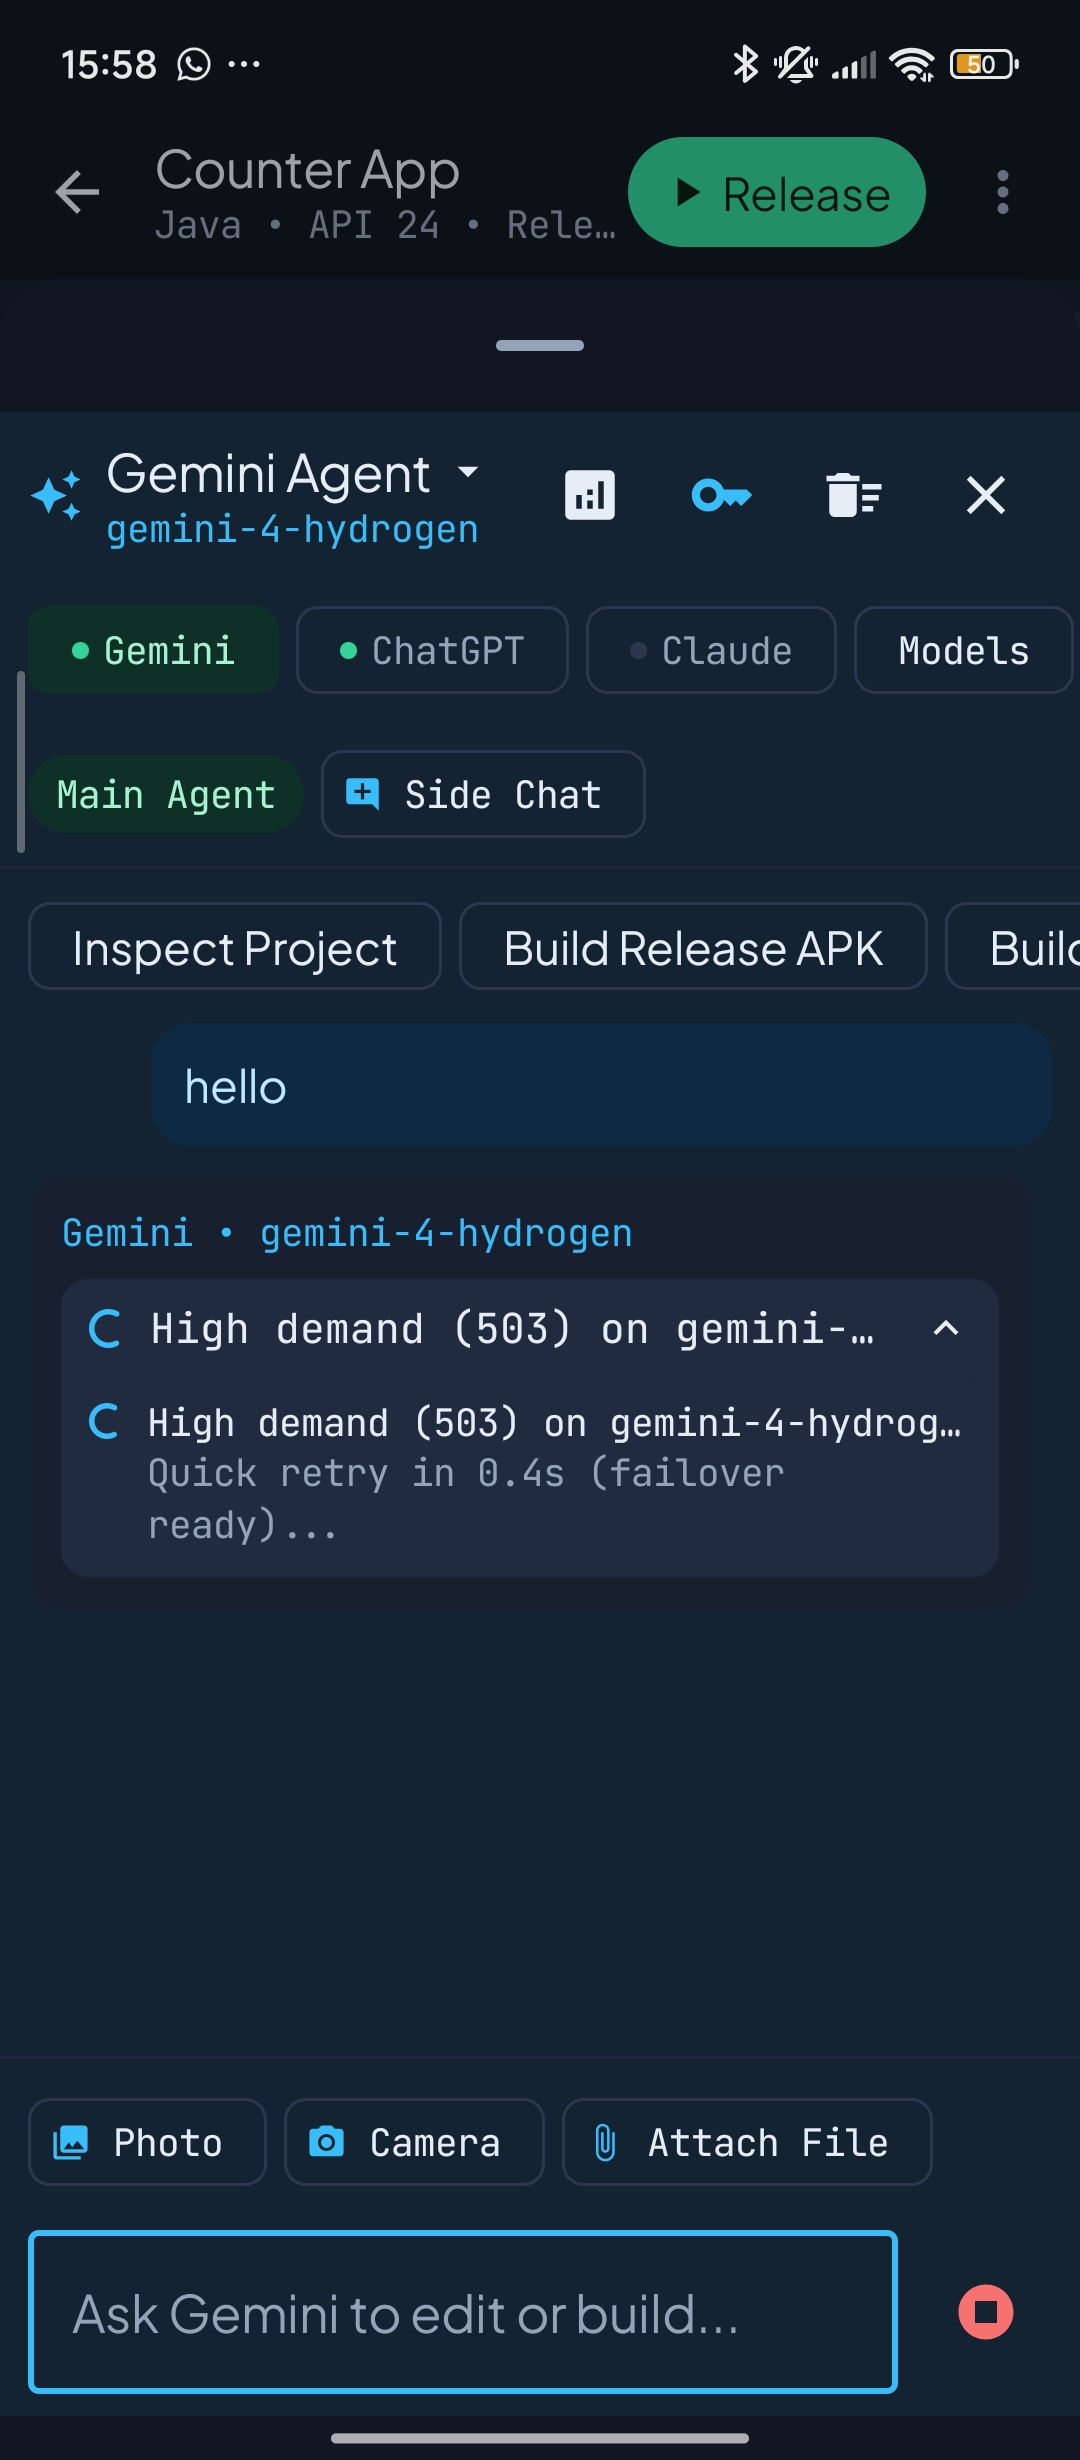 15:58
50
Counter App
Java • API 24 • Rele…
Release
Gemini Agent
gemini-4-hydrogen
Gemini
ChatGPT
Claude
Models
Main Agent
Side Chat
Inspect Project
Build Release APK
Build
hello
Gemini • gemini-4-hydrogen
High demand (503) on gemini-…
High demand (503) on gemini-4-hydrog…
Quick retry in 0.4s (failover
ready)...
Photo
Camera
Attach File
Ask Gemini to edit or build...